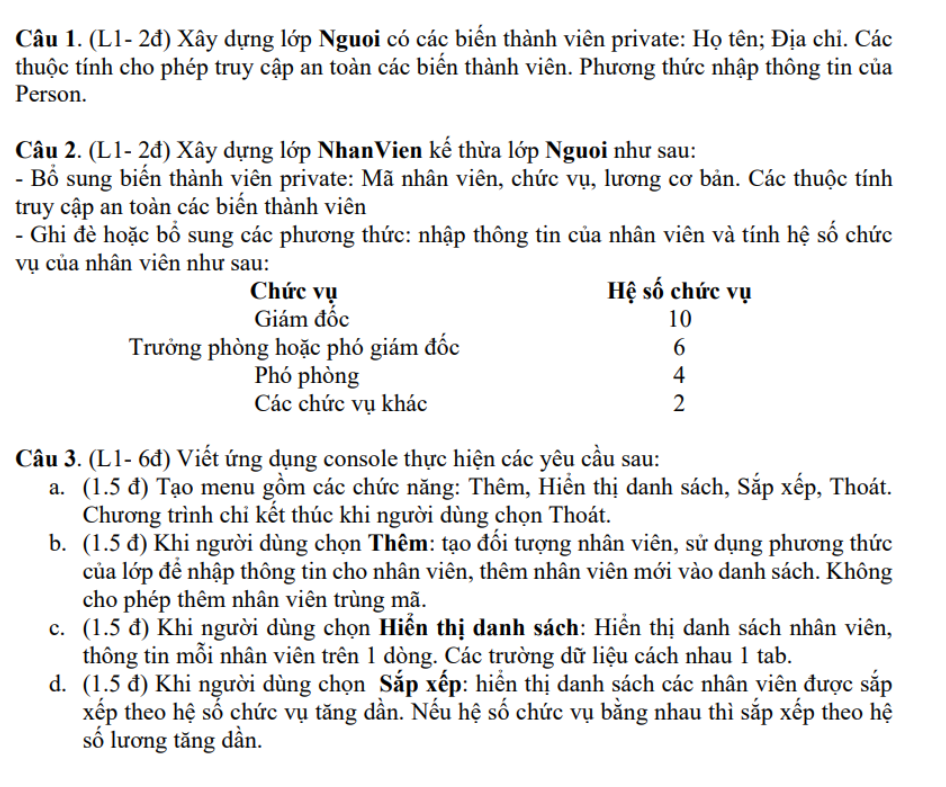 Câu 1. (L1- 2đ) Xây dựng lớp Nguoi có các biến thành viên private: Họ tên; Địa chỉ. Các
thuộc tính cho phép truy cập an toàn các biến thành viên. Phương thức nhập thông tin của
Person.
Câu 2. (L1- 2đ) Xây dựng lớp NhanVien kế thừa lớp Nguoi như sau:
- Bổ sung biến thành viên private: Mã nhân viên, chức vụ, lương cơ bản. Các thuộc tính
truy cập an toàn các biến thành viên
- Ghi đè hoặc bổ sung các phương thức: nhập thông tin của nhân viên và tính hệ số chức
vụ của nhân viên như sau:
Chức vụ Hệ số chức vụ
Giám đốc 10
Trưởng phòng hoặc phó giám đốc 6
Phó phòng 4
Các chức vụ khác 2
Câu 3. (L1- 6đ) Viết ứng dụng console thực hiện các yêu cầu sau:
a. (1.5 đ) Tạo menu gồm các chức năng: Thêm, Hiển thị danh sách, Sắp xếp, Thoát.
Chương trình chỉ kết thúc khi người dùng chọn Thoát.
b. (1.5 đ) Khi người dùng chọn Thêm: tạo đối tượng nhân viên, sử dụng phương thức
của lớp để nhập thông tin cho nhân viên, thêm nhân viên mới vào danh sách. Không
cho phép thêm nhân viên trùng mã.
c. (1.5 đ) Khi người dùng chọn Hiển thị danh sách: Hiển thị danh sách nhân viên,
thông tin mỗi nhân viên trên 1 dòng. Các trường dữ liệu cách nhau 1 tab.
d. (1.5 đ) Khi người dùng chọn Sắp xếp: hiển thị danh sách các nhân viên được sắp
xếp theo hệ số chức vụ tăng dần. Nếu hệ số chức vụ bằng nhau thì sắp xếp theo hệ
số lương tăng dần.